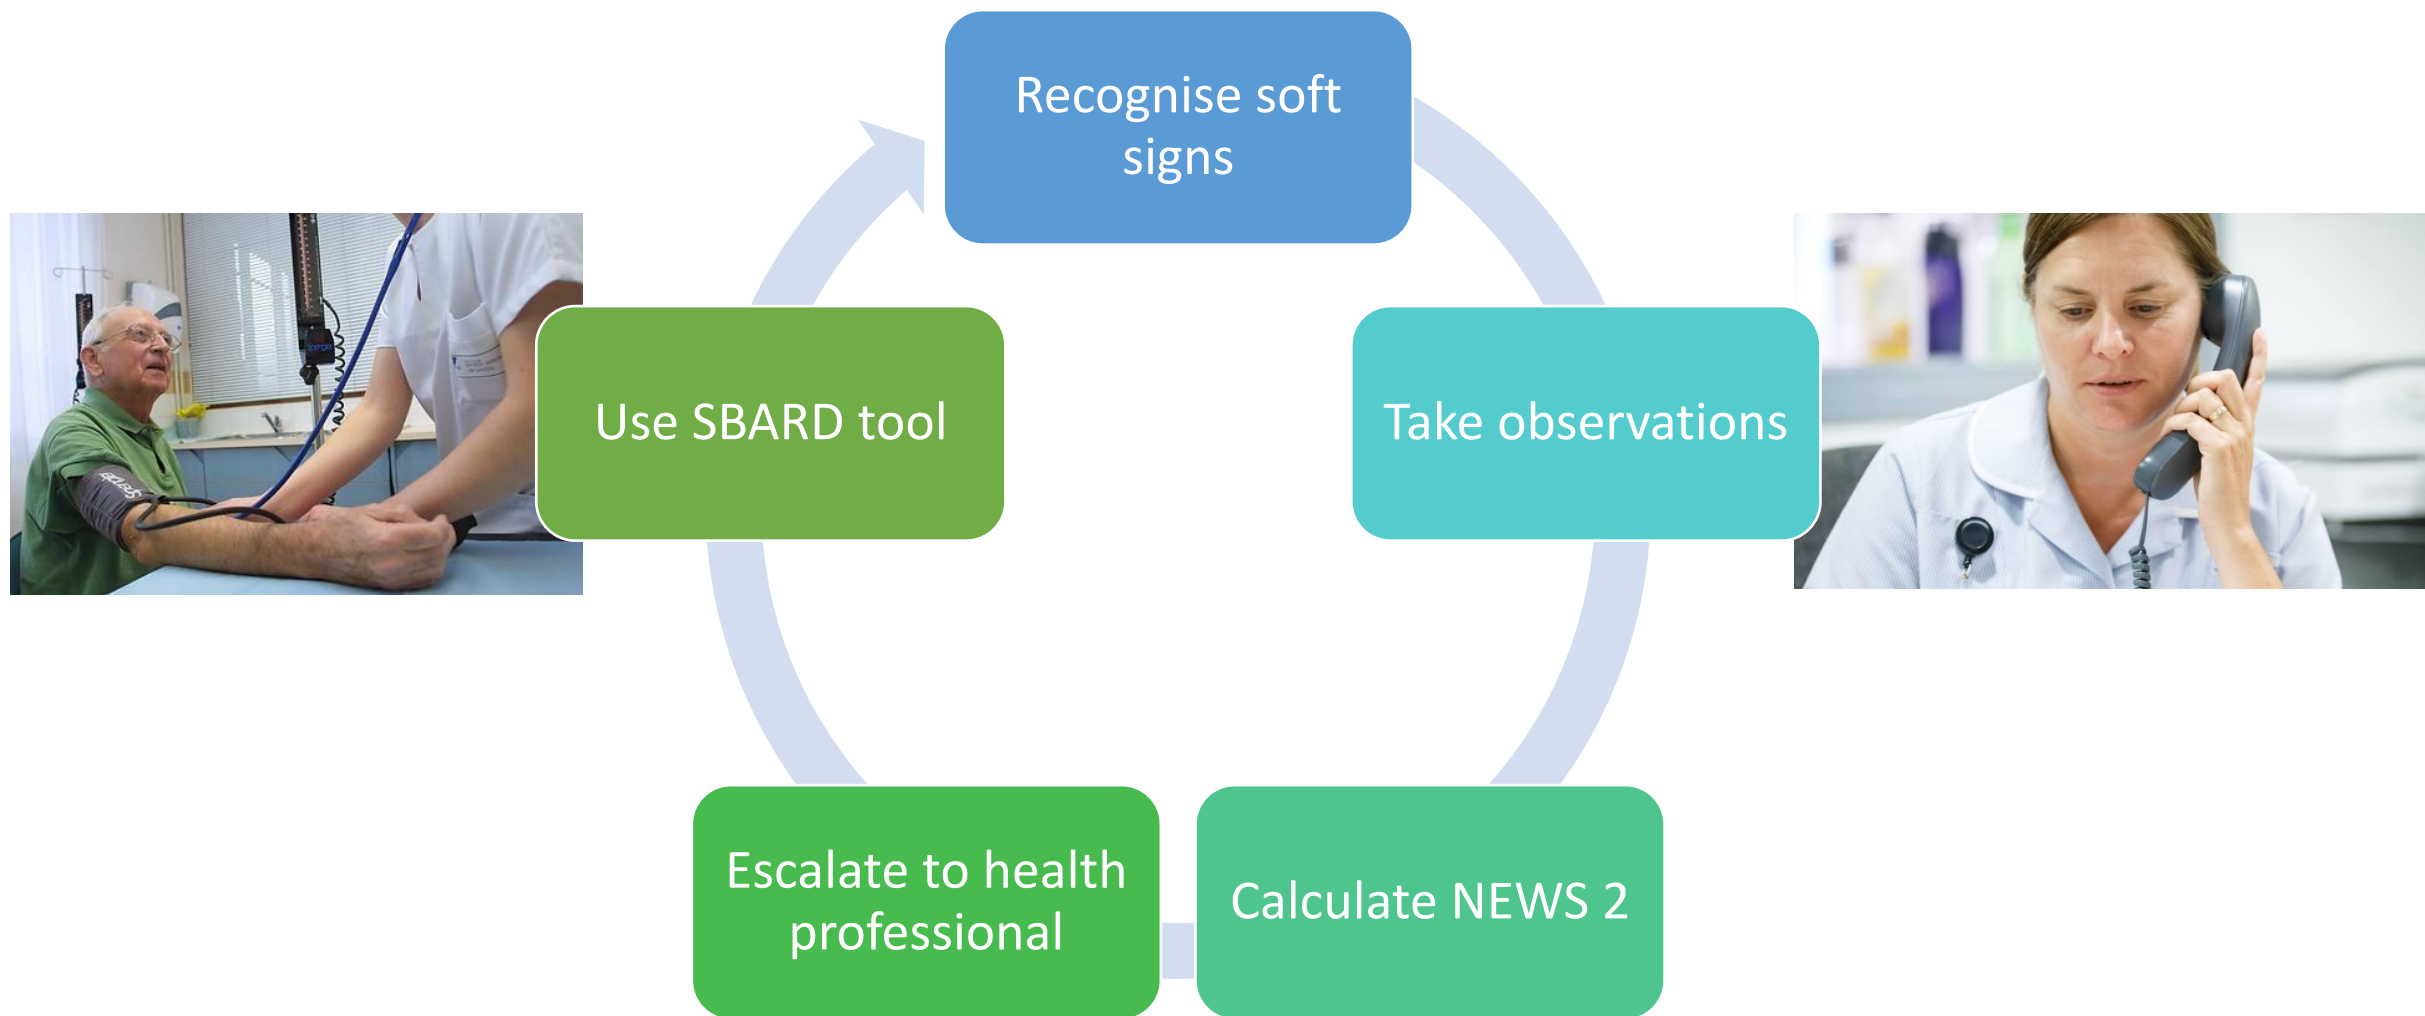 Recognise soft
signs
Take observations
Calculate NEWS 2
Escalate to health
professional
Use SBARD tool